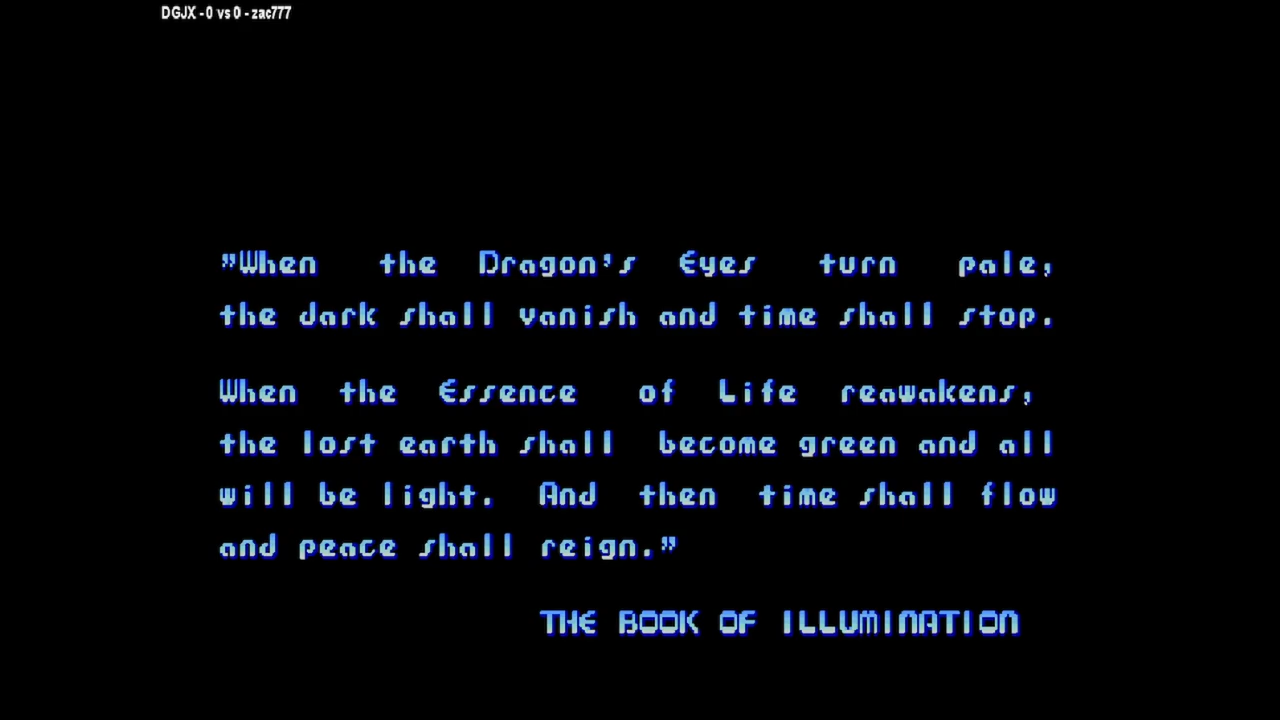 DGJX - 0 vs 0 - zac777
"When the Dragon's Eyes turn pale,
the dark shall vanish and time shall stop.
When the Essence of Life reawakens,
the lost earth shall become green and all
will be light. And then time shall flow
and peace shall reign."
THE BOOK OF ILLUMINATION